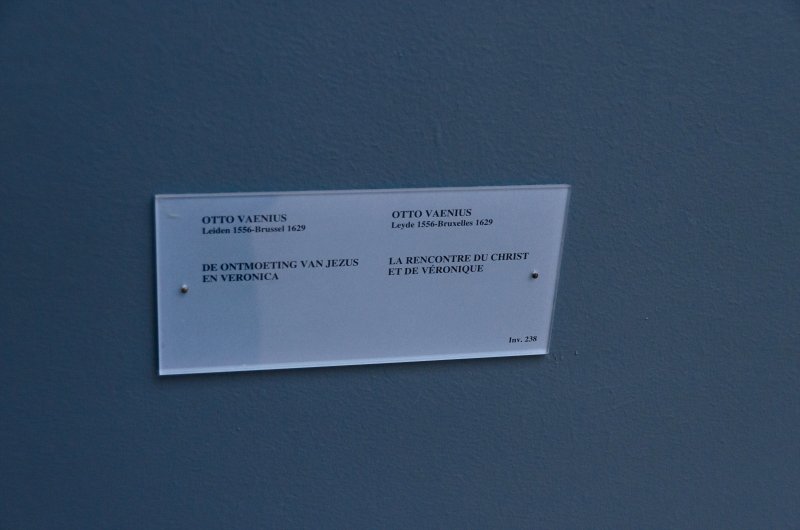 OTTO VAENIUS
Leiden 1556-Brussel 1629
DE ONTMOETING VAN JEZUS
EN VERONICA
OTTO VAENIUS
Leyde 1556-Bruxelles 1629
LA RENCONTRE DU CHRIST
ET DE VÉRONIQUE
Inv. 238